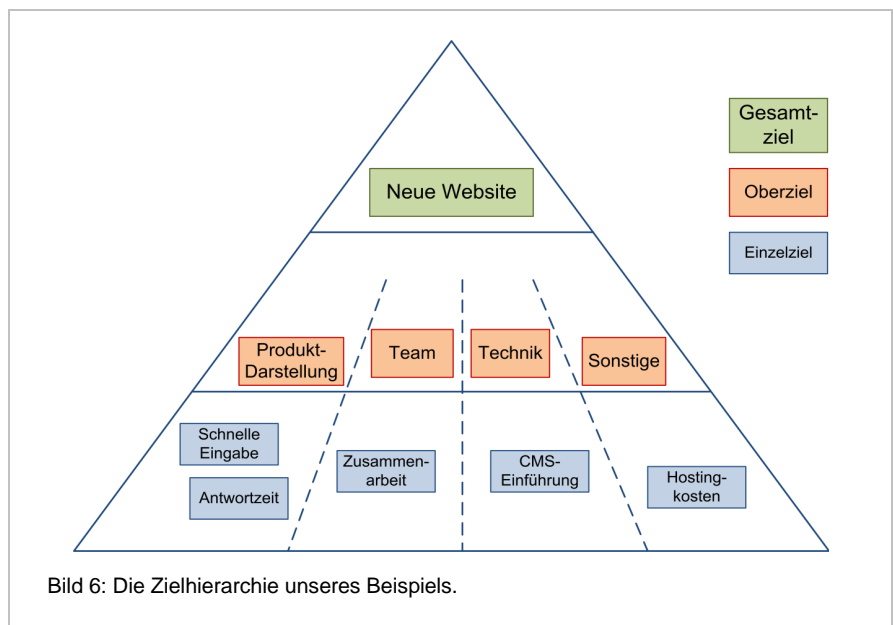 Gesamt-
ziel
Neue Website
Oberziel
Einzelziel
Produkt-
Darstellung
Team
Technik
Sonstige
Schnelle
Eingabe
Antwortzeit
Zusammen-
arbeit
CMS-
Einführung
Hosting-
kosten
Bild 6: Die Zielhierarchie unseres Beispiels.